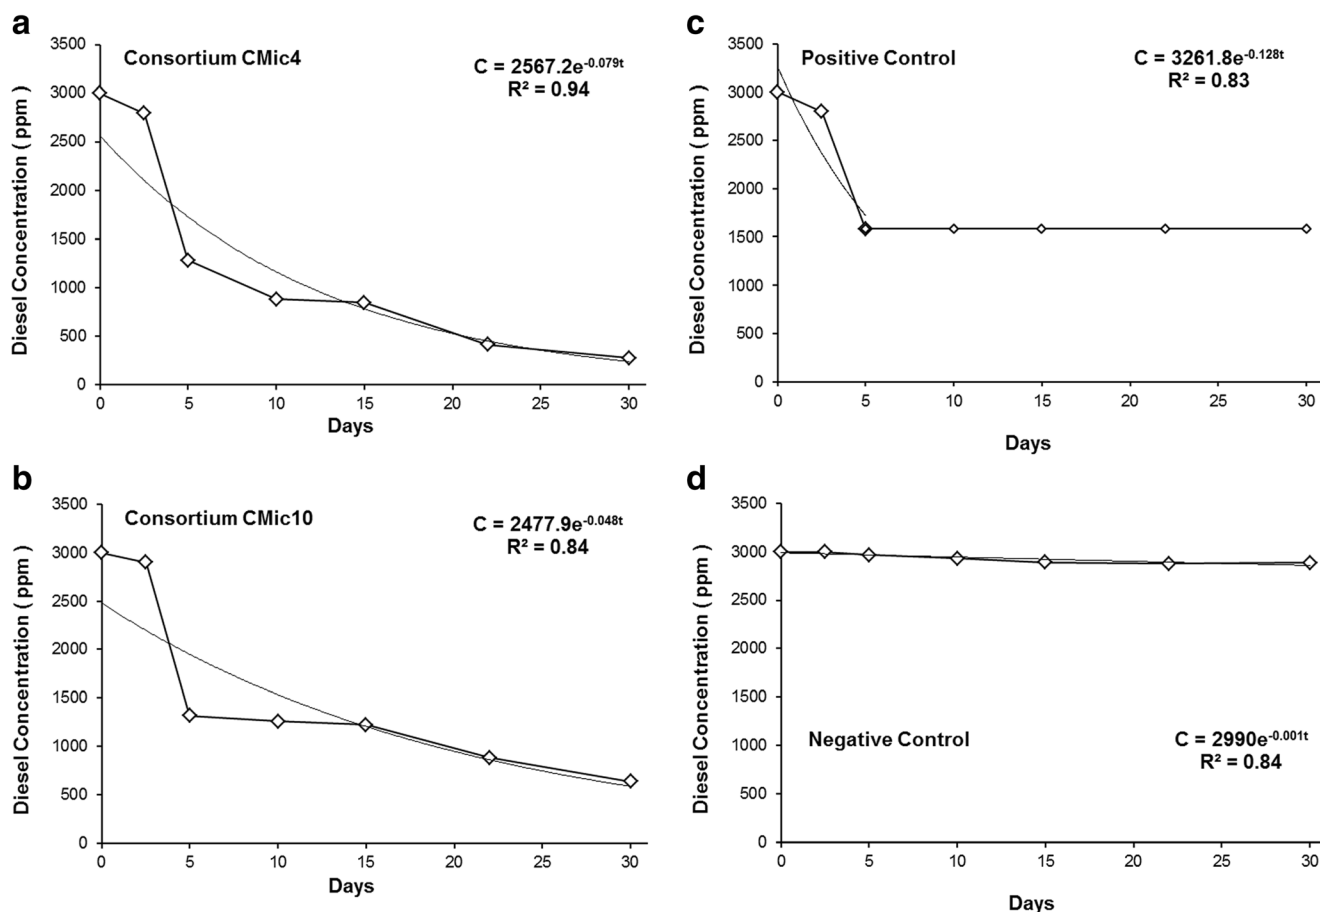 a
Consortium CMic4
C = 2567.2e^-0.079t
R² = 0.94
Diesel Concentration ( ppm )
3500
3000
2500
2000
1500
1000
500
0
0 5 10 15 20 25 30
Days
b
Consortium CMic10
C = 2477.9e^-0.048t
R² = 0.84
Diesel Concentration ( ppm )
3500
3000
2500
2000
1500
1000
500
0
0 5 10 15 20 25 30
Days
c
Positive Control
C = 3261.8e^-0.128t
R² = 0.83
Diesel Concentration ( ppm )
3500
3000
2500
2000
1500
1000
500
0
0 5 10 15 20 25 30
Days
d
Negative Control
C = 2990e^-0.001t
R² = 0.84
Diesel Concentration ( ppm )
3500
3000
2500
2000
1500
1000
500
0
0 5 10 15 20 25 30
Days